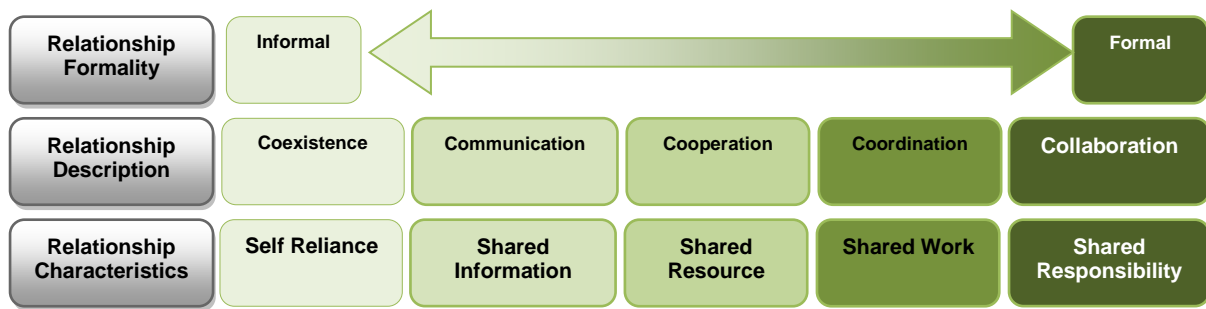 Relationship
Formality
Informal
Formal
Relationship
Description
Coexistence
Communication
Cooperation
Coordination
Collaboration
Relationship
Characteristics
Self Reliance
Shared
Information
Shared
Resource
Shared Work
Shared
Responsibility